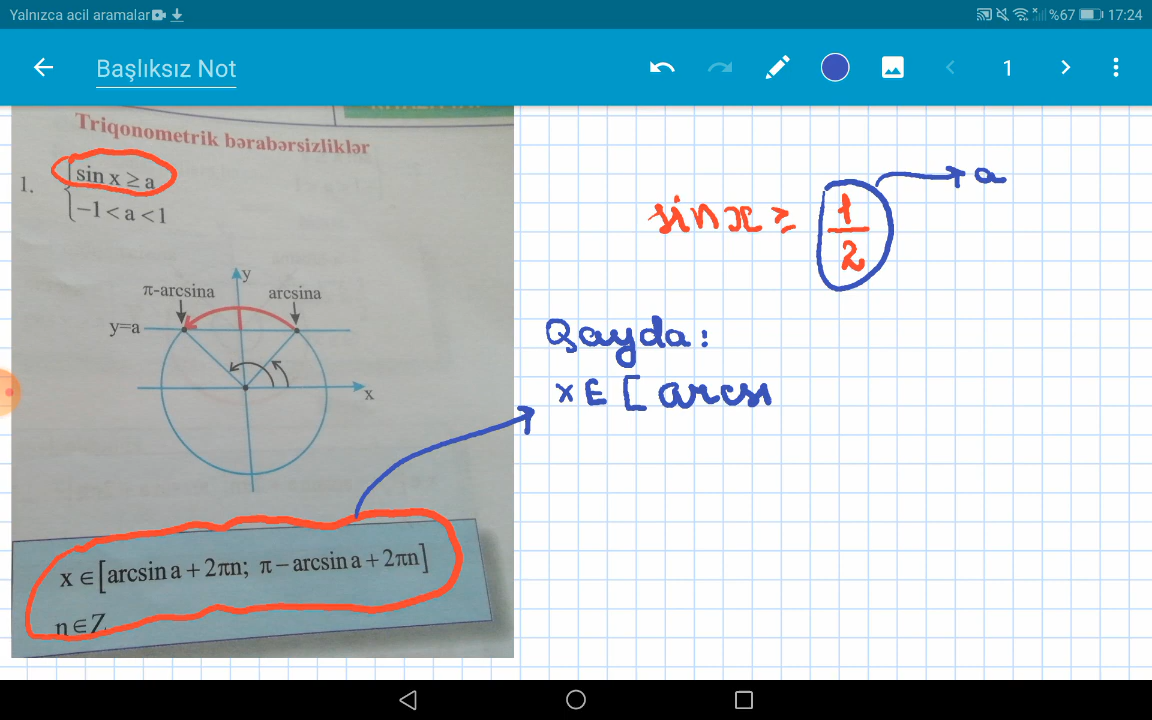 Yalnızca acil aramalar
%67 17:24
Başlıksız Not
1
Triqonometrik bərabərsizliklər
1. sin x ≥ a
−1 < a < 1
y
π-arcsina arcsina
y=a
x
x ∈ [arcsin a + 2πn; π − arcsin a + 2πn]
n ∈ Z
sin x ≥ 1/2 → a
Qayda:
x ∈ [ arcsı